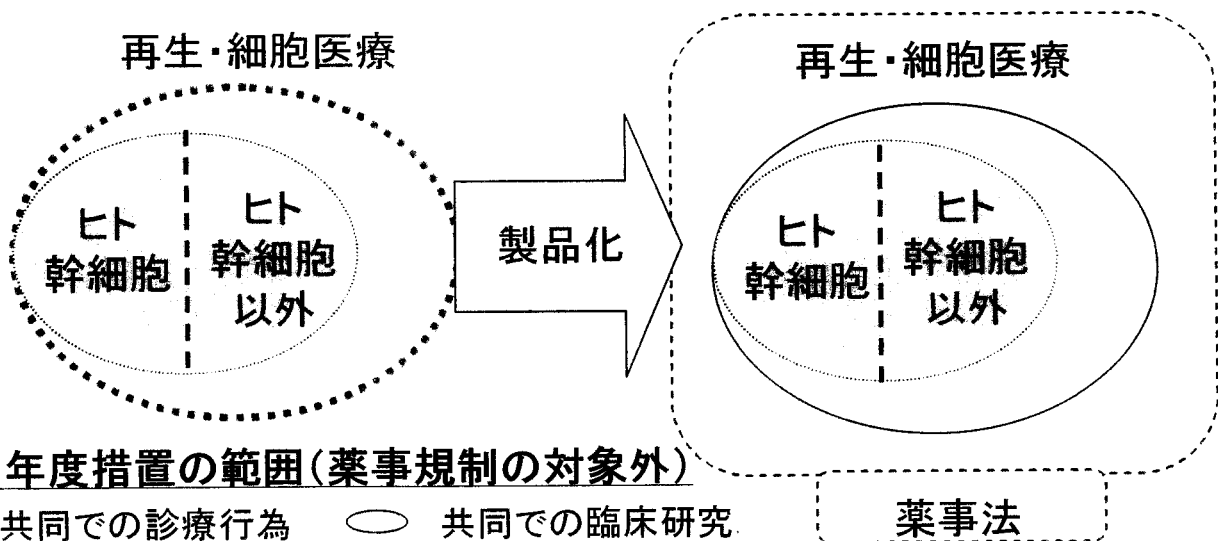 再生・細胞医療
ヒト
幹細胞
ヒト
幹細胞
以外
製品化
再生・細胞医療
ヒト
幹細胞
ヒト
幹細胞
以外
年度措置の範囲(薬事規制の対象外)
共同での診療行為
共同での臨床研究
薬事法